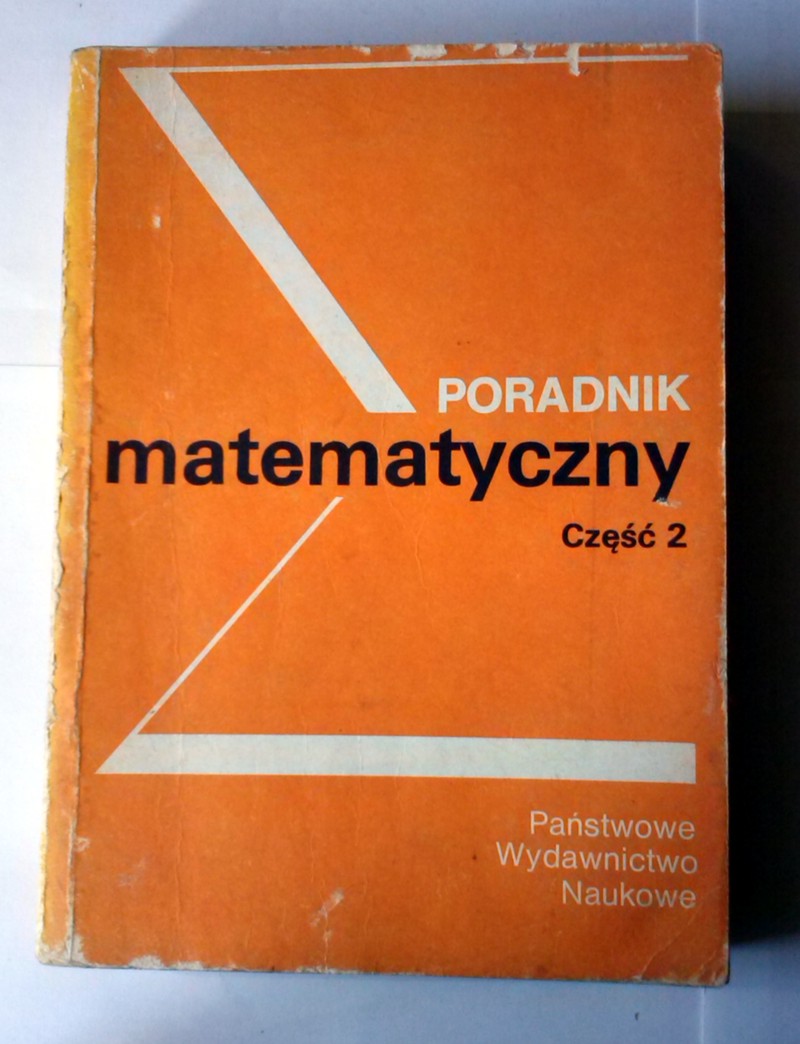 PORADNIK
matematyczny
Część 2
Państwowe
Wydawnictwo
Naukowe